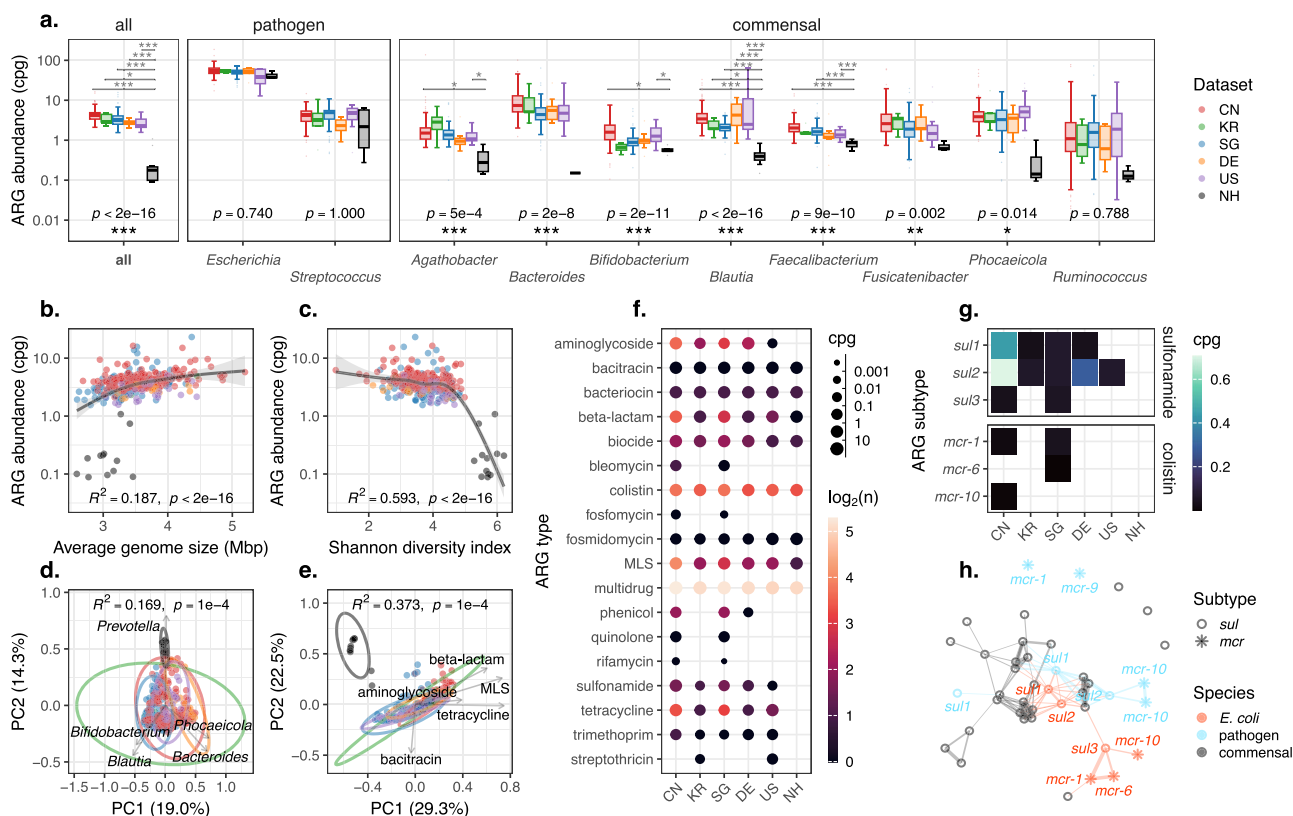 a.
all
pathogen
commensal
ARG abundance (cpg)
100
10
1
0.1
0.01
***
***
***
*
***
*
*
*
*
***
***
***
*
***
***
***
***
***
p < 2e−16
***
p = 0.740
p = 1.000
p = 5e−4
***
p = 2e−8
***
p = 2e−11
***
p < 2e−16
***
p = 9e−10
***
p = 0.002
**
p = 0.014
*
p = 0.788
all
Escherichia
Streptococcus
Agathobacter
Bacteroides
Bifidobacterium
Blautia
Faecalibacterium
Fusicatenibacter
Phocaeicola
Ruminococcus
Dataset
CN
KR
SG
DE
US
NH
b.
ARG abundance (cpg)
10.0
1.0
0.1
R² = 0.187, p < 2e−16
3
4
5
Average genome size (Mbp)
c.
ARG abundance (cpg)
10.0
1.0
0.1
R² = 0.593, p < 2e−16
2
4
6
Shannon diversity index
d.
PC2 (14.3%)
1.0
0.5
0.0
−0.5
R² = 0.169, p = 1e−4
Prevotella
Bifidobacterium
Phocaeicola
Blautia
Bacteroides
−1.5
−1.0
−0.5
0.0
0.5
1.0
PC1 (19.0%)
e.
PC2 (22.5%)
1.0
0.5
0.0
−0.5
R² = 0.373, p = 1e−4
beta−lactam
aminoglycoside
MLS
tetracycline
bacitracin
−0.8
−0.4
0.0
0.4
0.8
PC1 (29.3%)
f.
ARG type
aminoglycoside
bacitracin
bacteriocin
beta−lactam
biocide
bleomycin
colistin
fosfomycin
fosmidomycin
MLS
multidrug
phenicol
quinolone
rifamycin
sulfonamide
tetracycline
trimethoprim
streptothricin
CN
KR
SG
DE
US
NH
cpg
0.001
0.01
0.1
1
10
log₂(n)
5
4
3
2
1
0
g.
ARG subtype
sul1
sul2
sul3
mcr−1
mcr−6
mcr−10
sulfonamide
colistin
CN
KR
SG
DE
US
NH
cpg
0.6
0.4
0.2
h.
mcr−1
mcr−9
sul1
mcr−10
sul1
sul2
sul1
sul2
mcr−10
sul3
mcr−10
mcr−1
mcr−6
Subtype
sul
mcr
Species
E. coli
pathogen
commensal